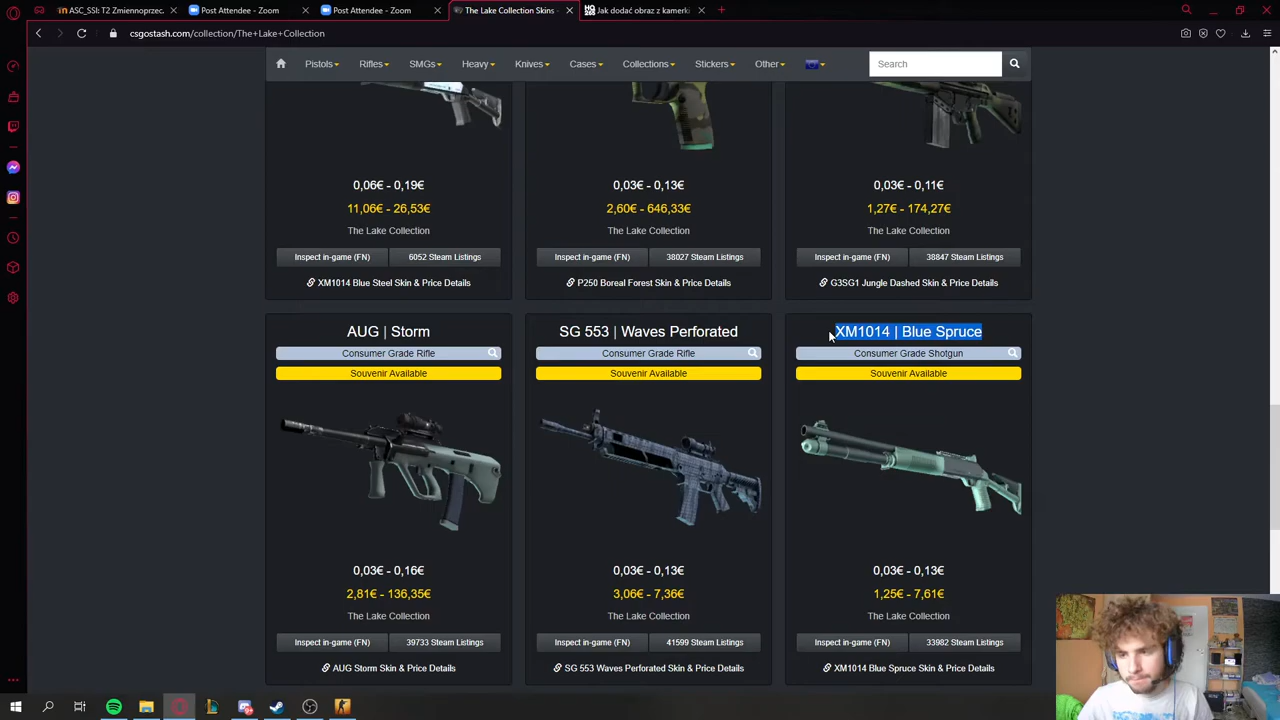 ASC_SSI: T2 Zmiennoprzec.
Post Attendee - Zoom
Post Attendee - Zoom
The Lake Collection Skins -
Jak dodać obraz z kamerki
csgostash.com/collection/The+Lake+Collection
Pistols
Rifles
SMGs
Heavy
Knives
Cases
Collections
Stickers
Other
Search
0,06€ - 0,19€
0,03€ - 0,13€
0,03€ - 0,11€
11,06€ - 26,53€
2,60€ - 646,33€
1,27€ - 174,27€
The Lake Collection
The Lake Collection
The Lake Collection
Inspect in-game (FN)
6052 Steam Listings
Inspect in-game (FN)
38027 Steam Listings
Inspect in-game (FN)
38847 Steam Listings
XM1014 Blue Steel Skin & Price Details
P250 Boreal Forest Skin & Price Details
G3SG1 Jungle Dashed Skin & Price Details
AUG | Storm
SG 553 | Waves Perforated
XM1014 | Blue Spruce
Consumer Grade Rifle
Consumer Grade Rifle
Consumer Grade Shotgun
Souvenir Available
Souvenir Available
Souvenir Available
0,03€ - 0,16€
0,03€ - 0,13€
0,03€ - 0,13€
2,81€ - 136,35€
3,06€ - 7,36€
1,25€ - 7,61€
The Lake Collection
The Lake Collection
The Lake Collection
Inspect in-game (FN)
39733 Steam Listings
Inspect in-game (FN)
41599 Steam Listings
Inspect in-game (FN)
33982 Steam Listings
AUG Storm Skin & Price Details
SG 553 Waves Perforated Skin & Price Details
XM1014 Blue Spruce Skin & Price Details